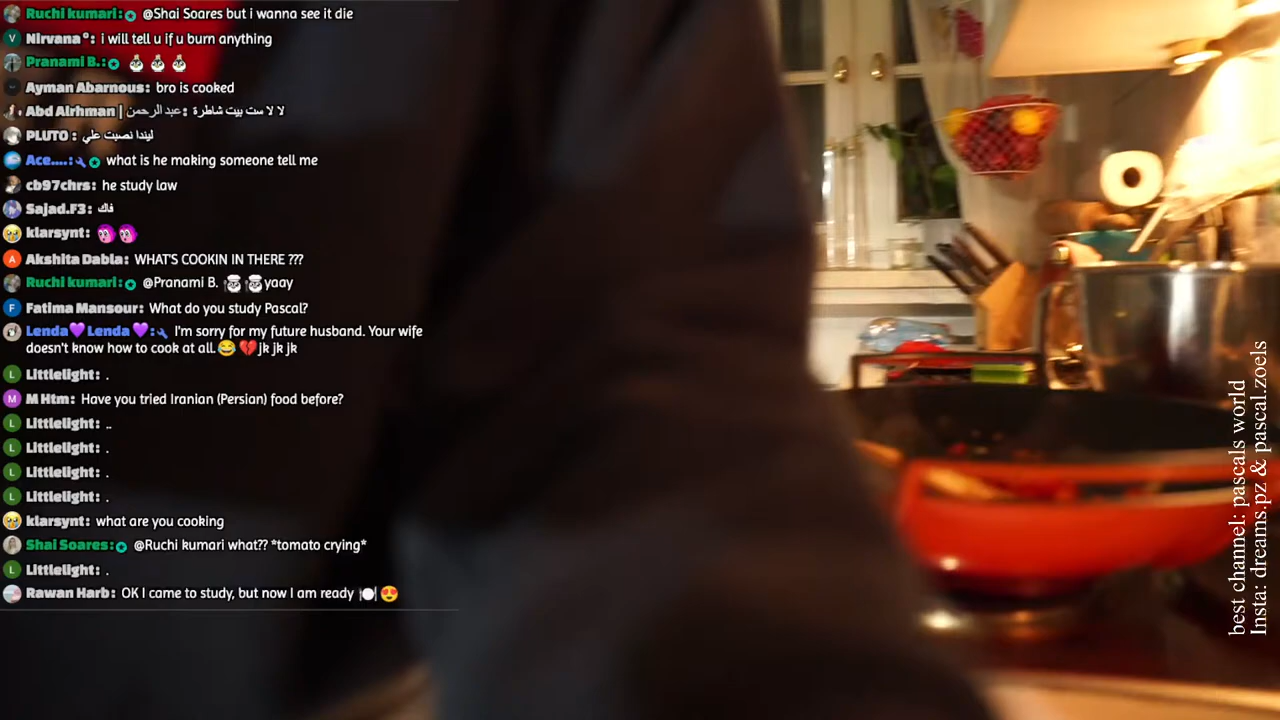 Ruchi kumari: @Shai Soares but i wanna see it die
Nirvana°: i will tell u if u burn anything
Pranami B.:
Ayman Abarnous: bro is cooked
Abd Alrhman | عبد الرحمن: لا لا ست بيت شاطرة
PLUTO: ليندا نصبت علي
Ace....: what is he making someone tell me
cb97chrs: he study law
Sajad.F3: فاك
klarsynt:
Akshita Dabla: WHAT'S COOKIN IN THERE ???
Ruchi kumari: @Pranami B. yaay
Fatima Mansour: What do you study Pascal?
Lenda💜Lenda💜: I'm sorry for my future husband. Your wife
doesn't know how to cook at all.😂 💔jk jk jk
Littlelight: .
M Htm: Have you tried Iranian (Persian) food before?
Littlelight: ..
Littlelight: .
Littlelight: .
Littlelight: .
klarsynt: what are you cooking
Shai Soares: @Ruchi kumari what?? *tomato crying*
Littlelight: .
Rawan Harb: OK I came to study, but now I am ready 🍽️😍
best channel: pascals world
Insta: dreams.pz & pascal.zoels